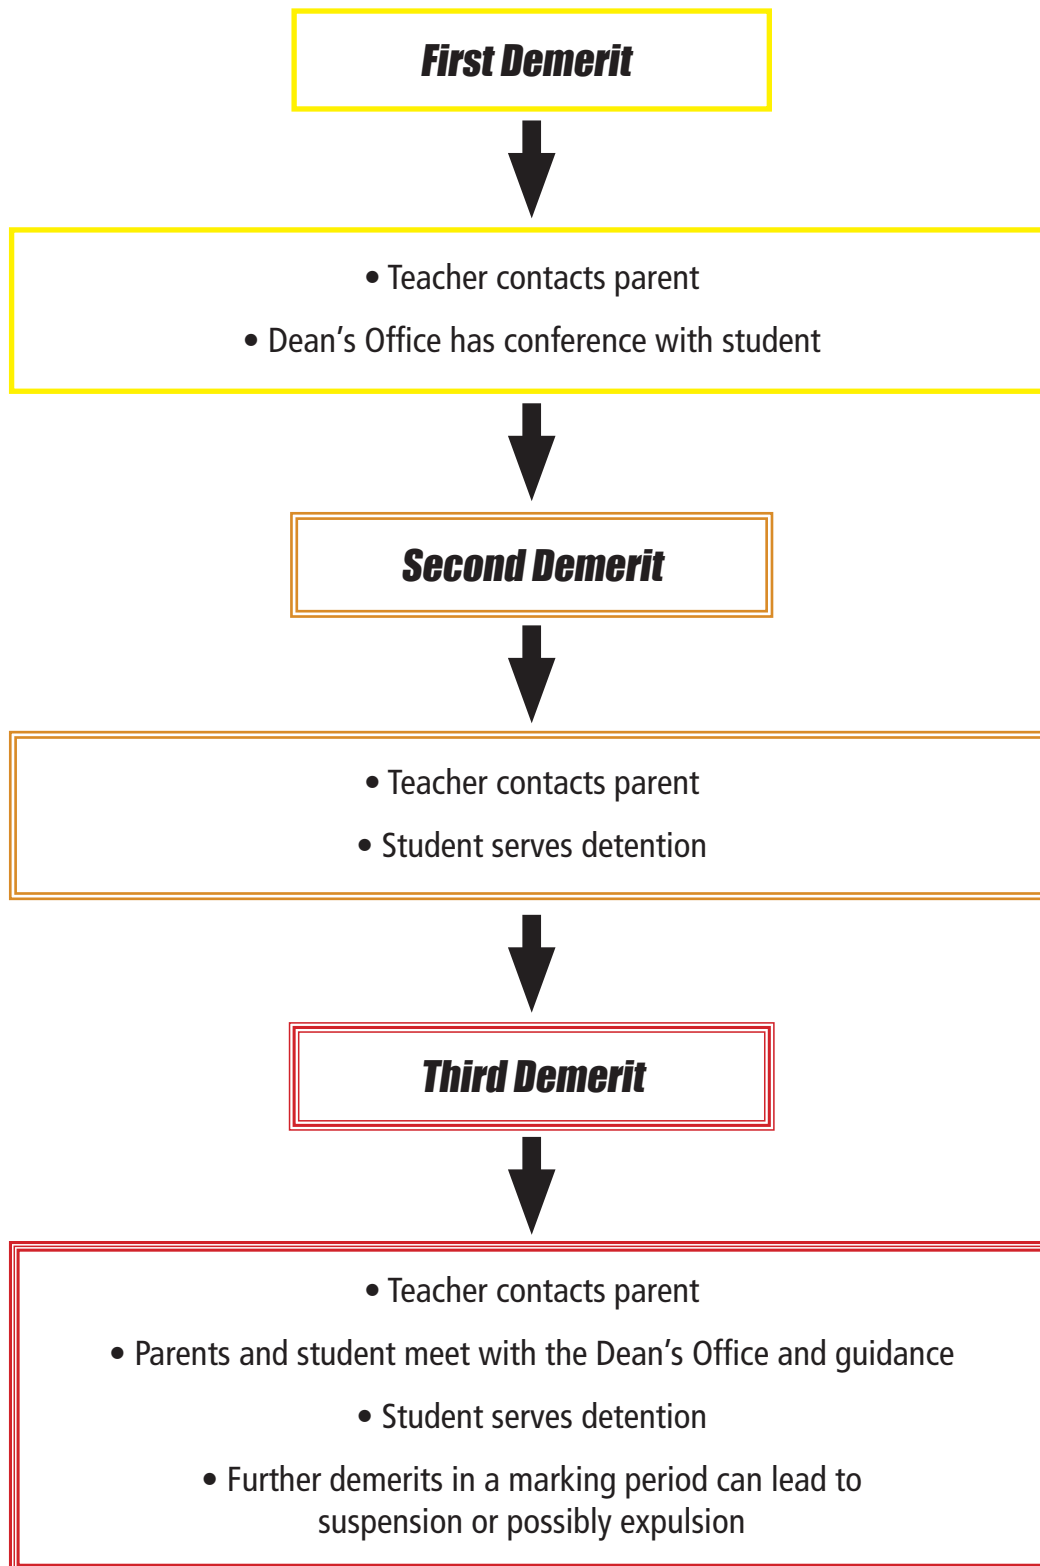 First Demerit
• Teacher contacts parent
• Dean’s Office has conference with student
Second Demerit
• Teacher contacts parent
• Student serves detention
Third Demerit
• Teacher contacts parent
• Parents and student meet with the Dean’s Office and guidance
• Student serves detention
• Further demerits in a marking period can lead to
suspension or possibly expulsion